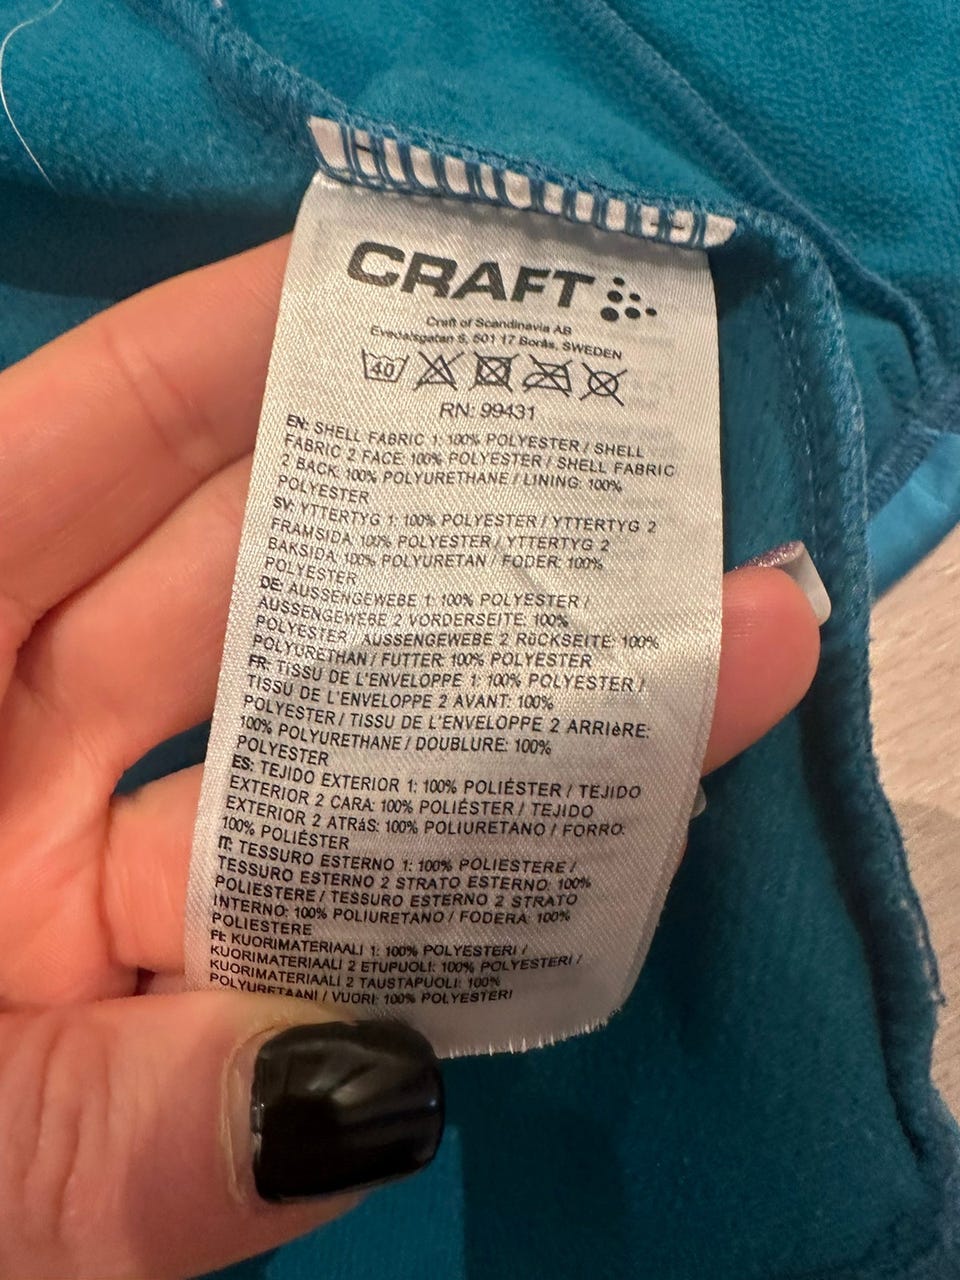 CRAFT
Craft of Scandinavia AB
Evedalsgatan 5, 501 17 Borås, SWEDEN
40
RN: 99431
EN: SHELL FABRIC 1: 100% POLYESTER / SHELL
FABRIC 2 FACE: 100% POLYESTER / SHELL FABRIC
2 BACK: 100% POLYURETHANE / LINING: 100%
POLYESTER
SV: YTTERTYG 1: 100% POLYESTER / YTTERTYG 2
FRAMSIDA: 100% POLYESTER / YTTERTYG 2
BAKSIDA: 100% POLYURETAN / FODER: 100%
POLYESTER
DE: AUSSENGEWEBE 1: 100% POLYESTER /
AUSSENGEWEBE 2 VORDERSEITE: 100%
POLYESTER / AUSSENGEWEBE 2 RüCKSEITE: 100%
POLYURETHAN / FUTTER: 100% POLYESTER
FR: TISSU DE L'ENVELOPPE 1: 100% POLYESTER /
TISSU DE L'ENVELOPPE 2 AVANT: 100%
POLYESTER / TISSU DE L'ENVELOPPE 2 ARRIèRE:
100% POLYURETHANE / DOUBLURE: 100%
POLYESTER
ES: TEJIDO EXTERIOR 1: 100% POLIÉSTER / TEJIDO
EXTERIOR 2 CARA: 100% POLIÉSTER / TEJIDO
EXTERIOR 2 ATRáS: 100% POLIURETANO / FORRO:
100% POLIÉSTER
IT: TESSURO ESTERNO 1: 100% POLIESTERE /
TESSURO ESTERNO 2 STRATO ESTERNO: 100%
POLIESTERE / TESSURO ESTERNO 2 STRATO
INTERNO: 100% POLIURETANO / FODERA: 100%
POLIESTERE
FI: KUORIMATERIAALI 1: 100% POLYESTERI /
KUORIMATERIAALI 2 ETUPUOLI: 100% POLYESTERI /
KUORIMATERIAALI 2 TAUSTAPUOLI: 100%
POLYURETAANI / VUORI: 100% POLYESTERI